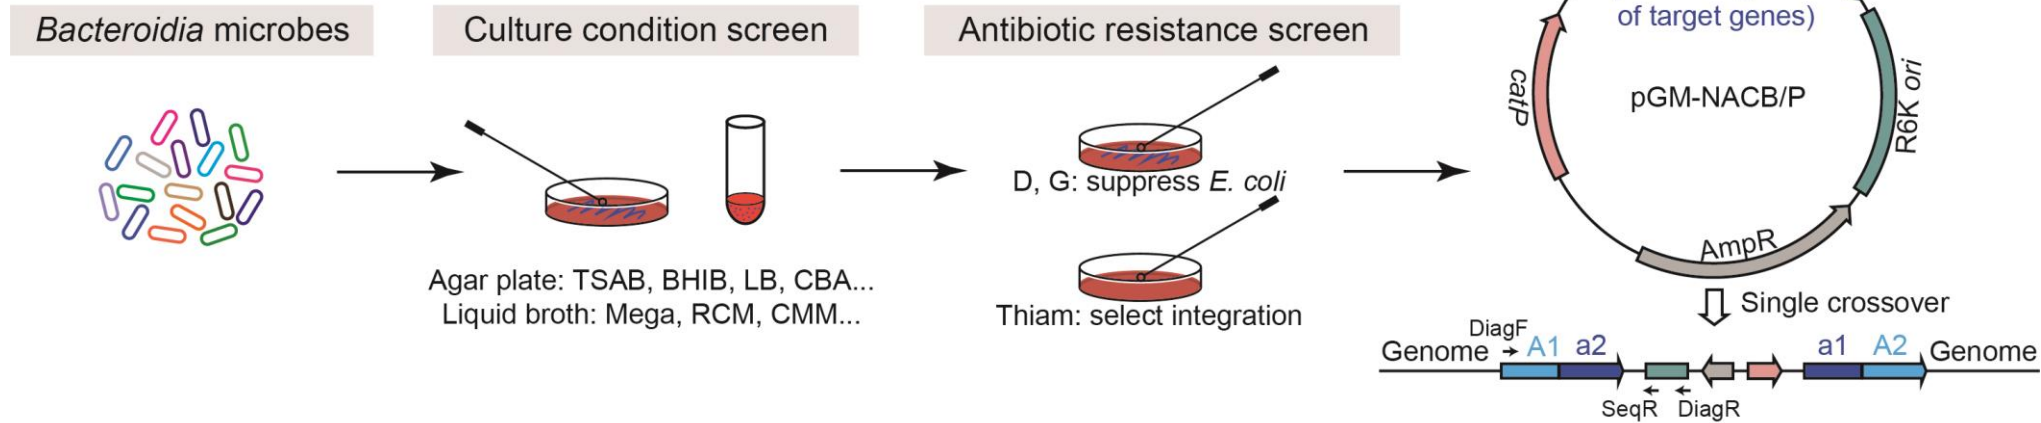 Bacteroidia microbes
Culture condition screen
Agar plate: TSAB, BHIB, LB, CBA...
Liquid broth: Mega, RCM, CMM...
Antibiotic resistance screen
D, G: suppress E. coli
Thiam: select integration
of target genes)
catP
pGM-NACB/P
R6K ori
AmpR
Single crossover
DiagF
Genome A1 a2 a1 A2 Genome
SeqR DiagR